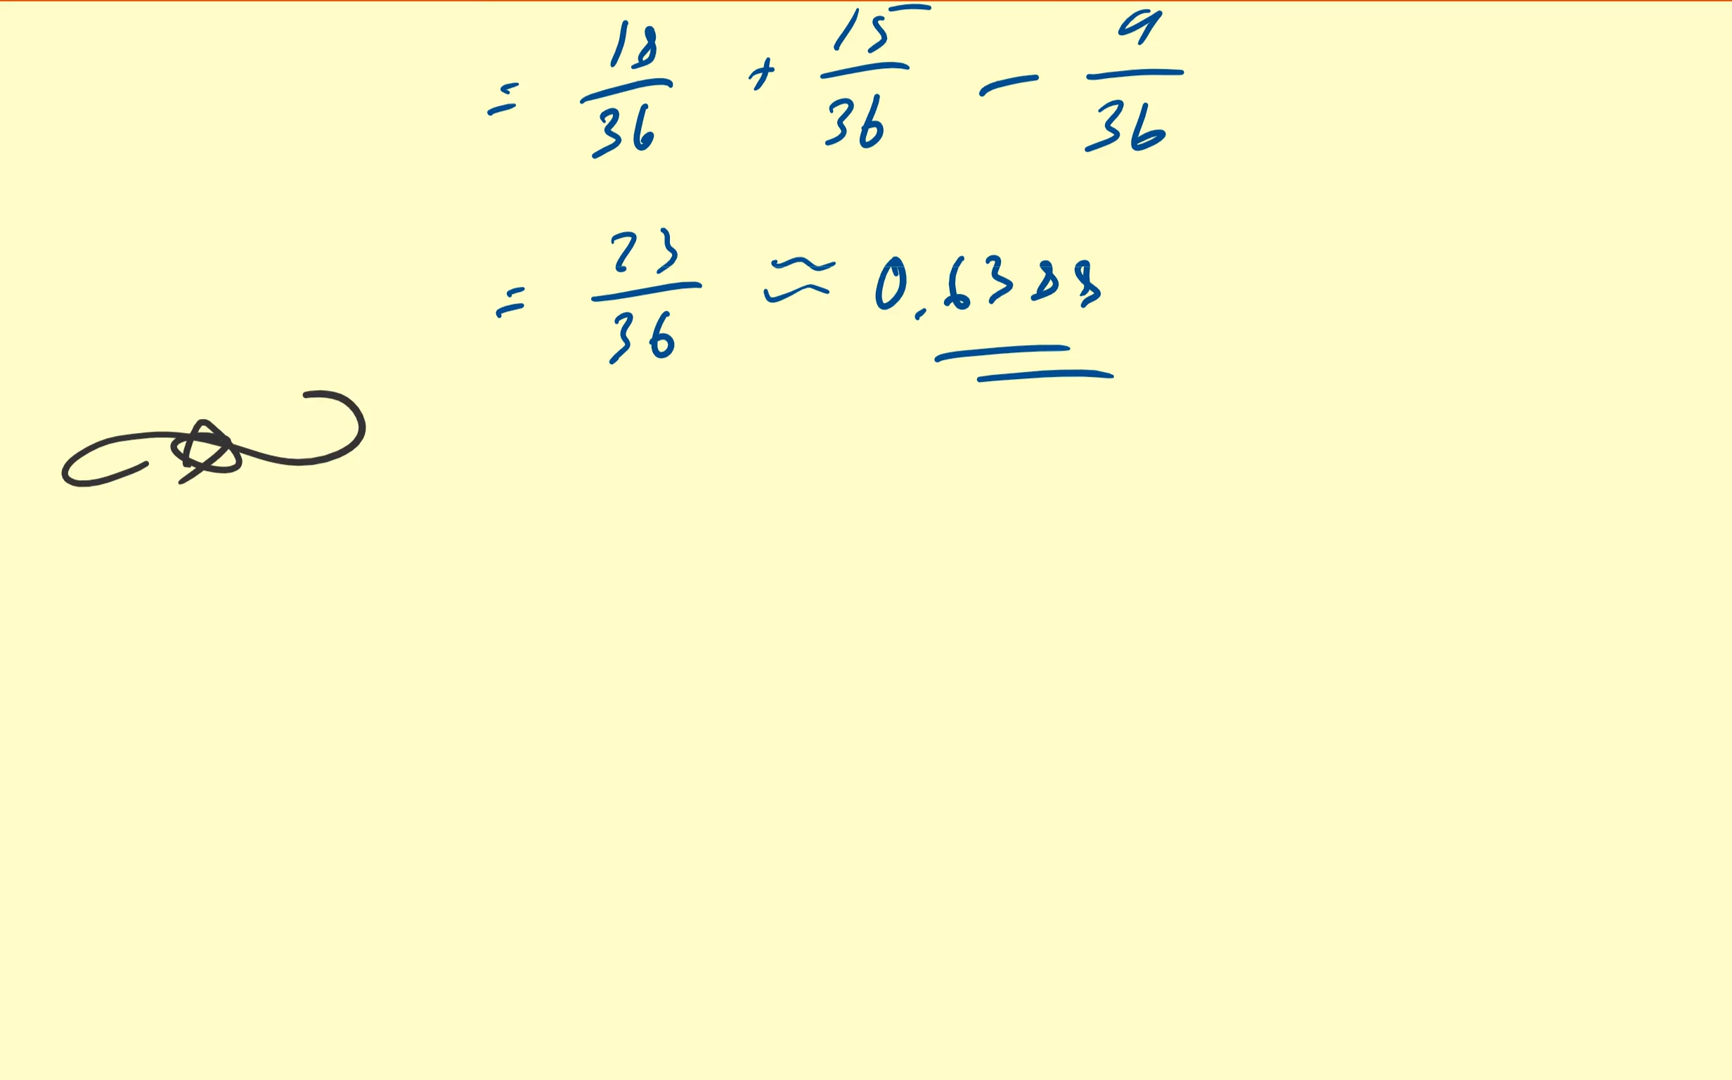 = 18/36 + 15/36 - 9/36
= 23/36 ≈ 0.6388